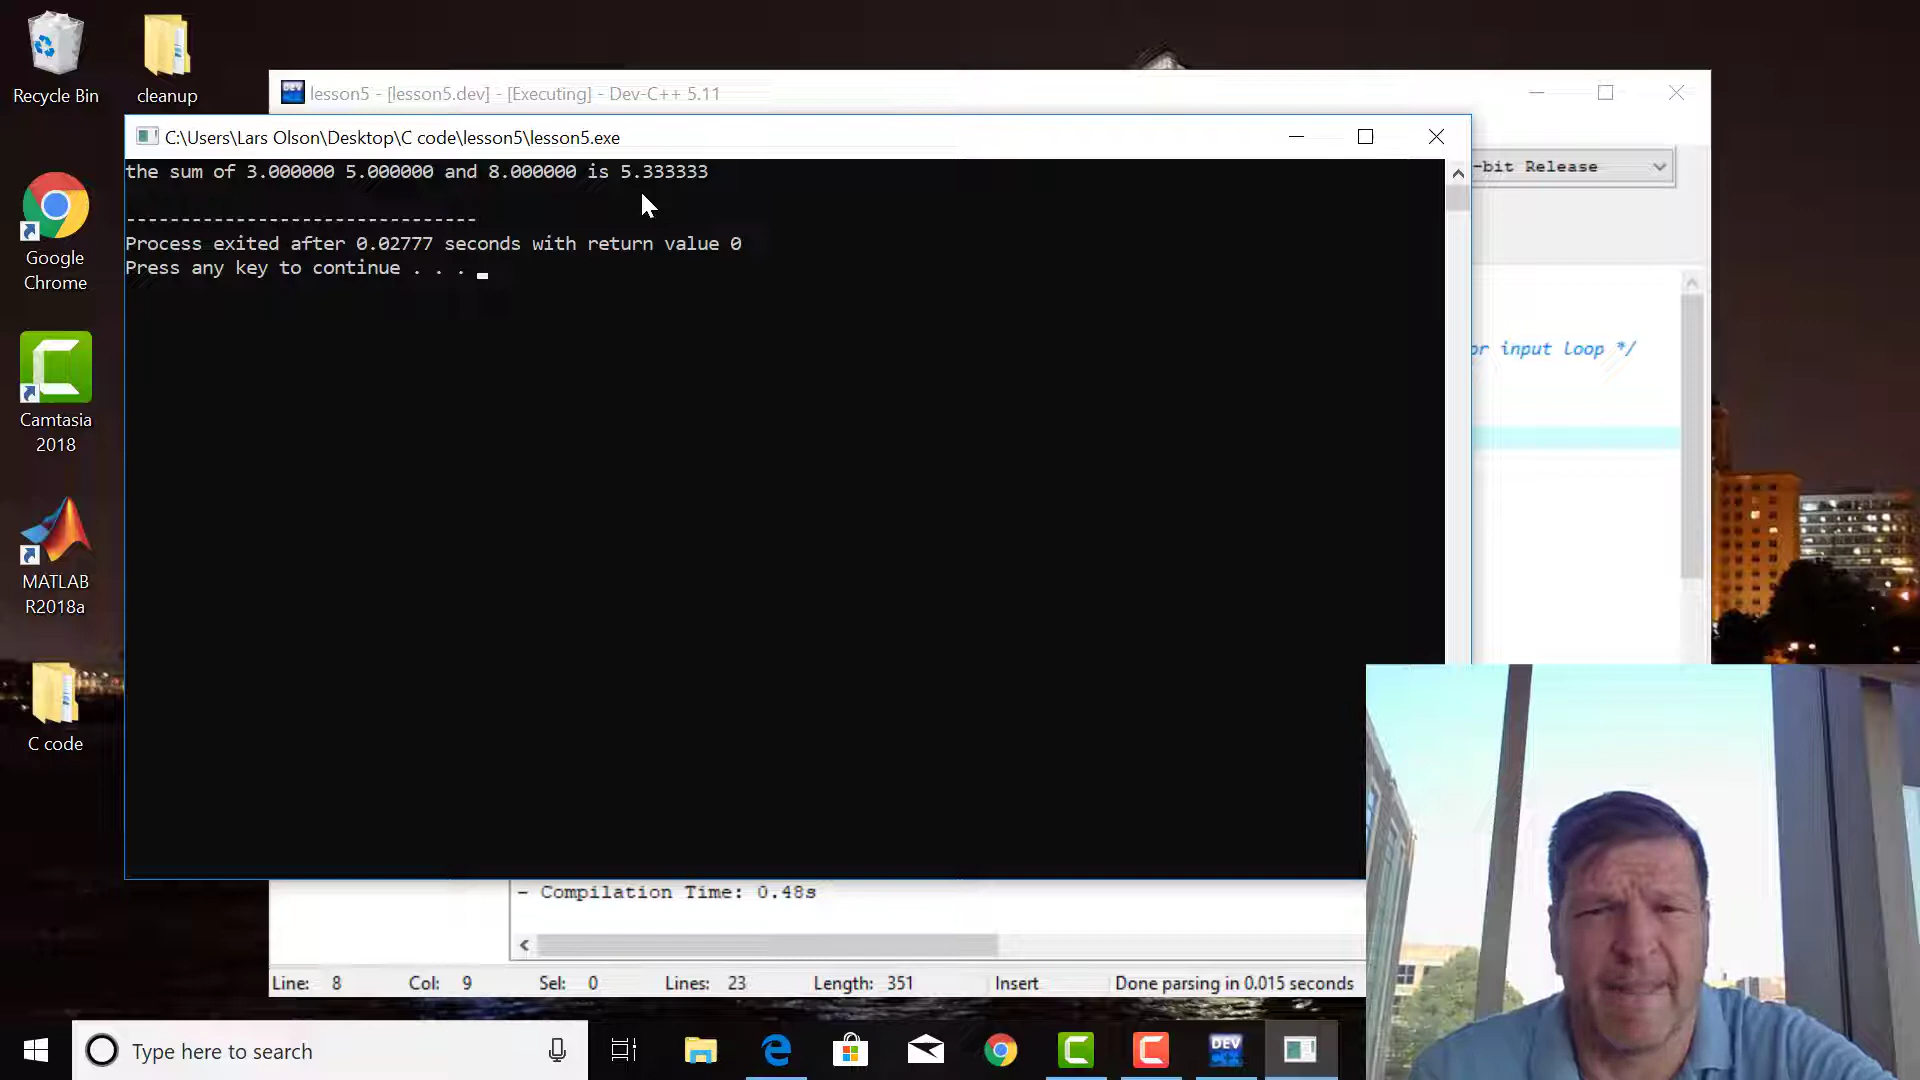 Recycle Bin
cleanup
Google
Chrome
Camtasia
2018
MATLAB
R2018a
C code
DEV
lesson5 - [lesson5.dev] - [Executing] - Dev-C++ 5.11
C:\Users\Lars Olson\Desktop\C code\lesson5\lesson5.exe
the sum of 3.000000 5.000000 and 8.000000 is 5.333333
--------------------------------
Process exited after 0.02777 seconds with return value 0
Press any key to continue . . .
-bit Release
or input loop */
- Compilation Time: 0.48s
Line: 8 Col: 9 Sel: 0 Lines: 23 Length: 351 Insert Done parsing in 0.015 seconds
Type here to search
DEV